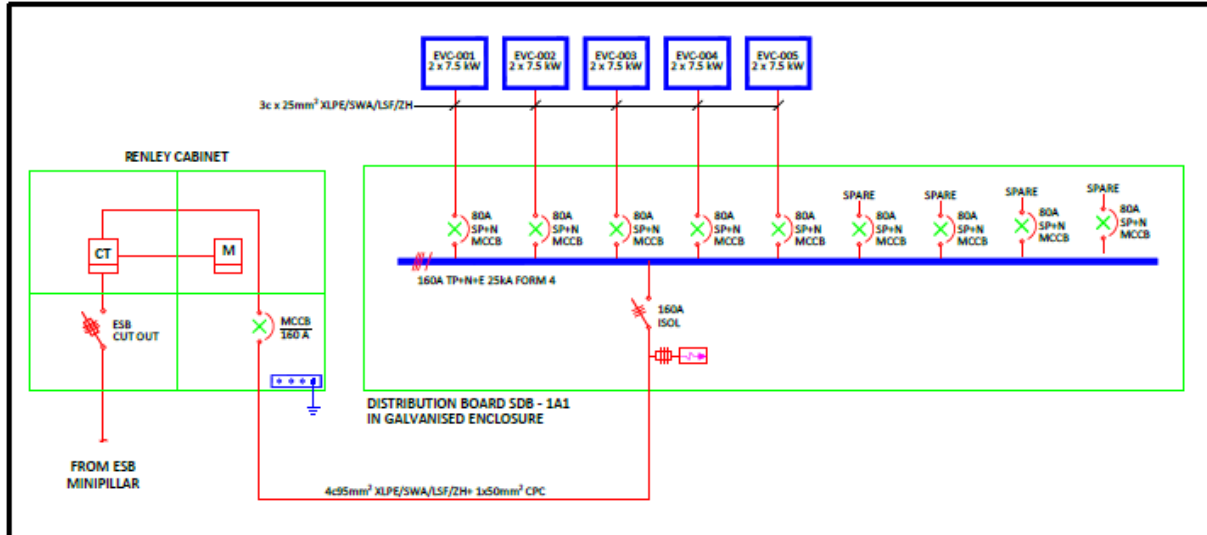 EVC-001
2 x 7.5 kW
EVC-002
2 x 7.5 kW
EVC-003
2 x 7.5 kW
EVC-004
2 x 7.5 kW
EVC-005
2 x 7.5 kW
3c x 25mm² XLPE/SWA/LSF/ZH
RENLEY CABINET
CT
M
ESB
CUT OUT
MCCB
160 A
FROM ESB
MINIPILLAR
80A
SP+N
MCCB
80A
SP+N
MCCB
80A
SP+N
MCCB
80A
SP+N
MCCB
80A
SP+N
MCCB
SPARE
80A
SP+N
MCCB
SPARE
80A
SP+N
MCCB
SPARE
80A
SP+N
MCCB
SPARE
80A
SP+N
MCCB
160A TP+N+E 25kA FORM 4
160A
ISOL
DISTRIBUTION BOARD SDB - 1A1
IN GALVANISED ENCLOSURE
4c95mm² XLPE/SWA/LSF/ZH+ 1x50mm² CPC